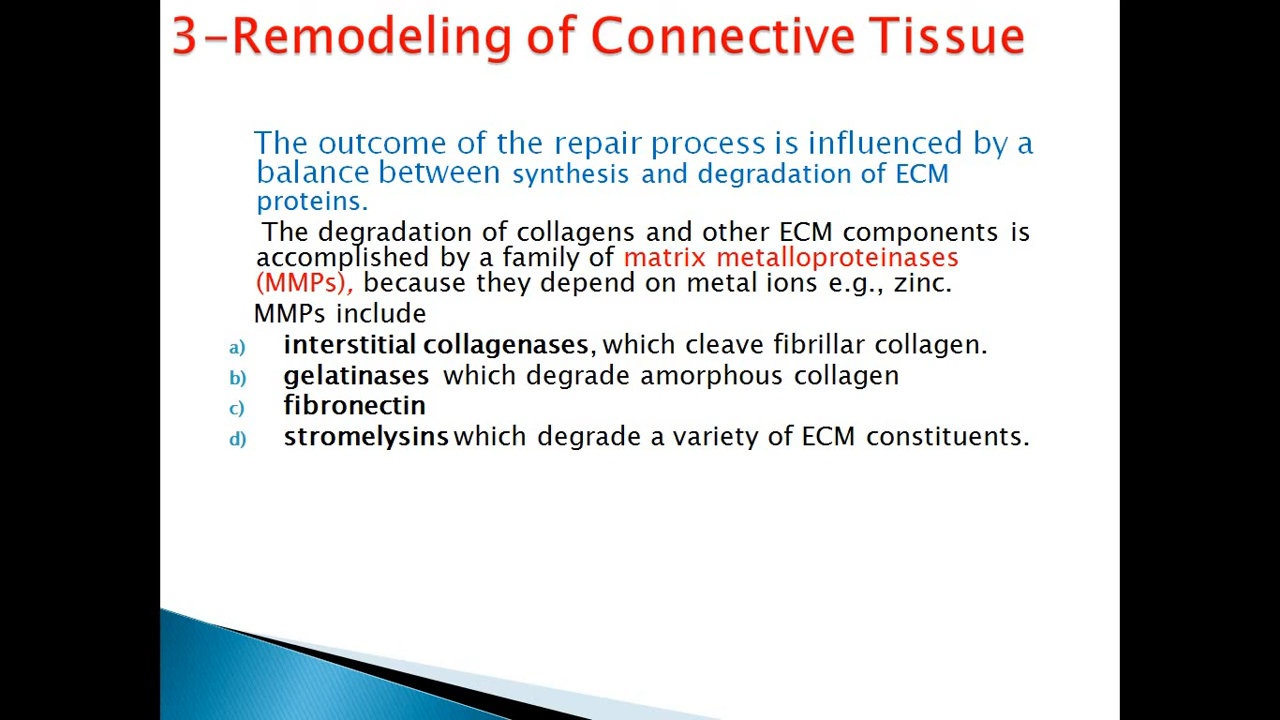 3-Remodeling of Connective Tissue
The outcome of the repair process is influenced by a
balance between synthesis and degradation of ECM
proteins.
The degradation of collagens and other ECM components is
accomplished by a family of matrix metalloproteinases
(MMPs), because they depend on metal ions e.g., zinc.
MMPs include
a) interstitial collagenases, which cleave fibrillar collagen.
b) gelatinases which degrade amorphous collagen
c) fibronectin
d) stromelysins which degrade a variety of ECM constituents.